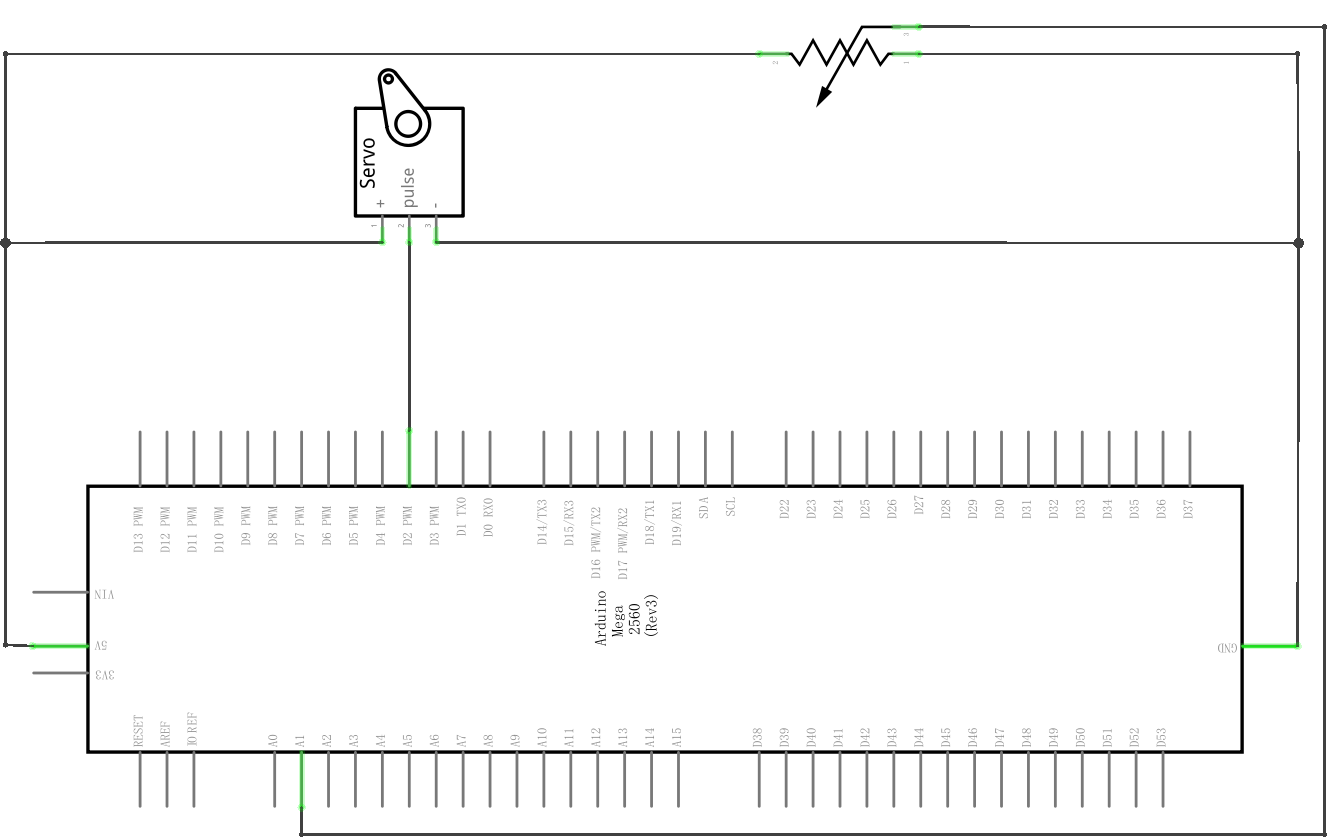 3
2
1
Servo
pulse
+
-
1
2
3
D13 PWM
D12 PWM
D11 PWM
D10 PWM
D9 PWM
D8 PWM
D7 PWM
D6 PWM
D5 PWM
D4 PWM
D2 PWM
D3 PWM
D1 TX0
D0 RX0
D14/TX3
D15/RX3
D16 PWM/TX2
D17 PWM/RX2
D18/TX1
D19/RX1
SDA
SCL
D22
D23
D24
D25
D26
D27
D28
D29
D30
D31
D32
D33
D34
D35
D36
D37
VIN
5V
3V3
Arduino
Mega
2560
(Rev3)
GND
RESET
AREF
IOREF
A0
A1
A2
A3
A4
A5
A6
A7
A8
A9
A10
A11
A12
A13
A14
A15
D38
D39
D40
D41
D42
D43
D44
D45
D46
D47
D48
D49
D50
D51
D52
D53